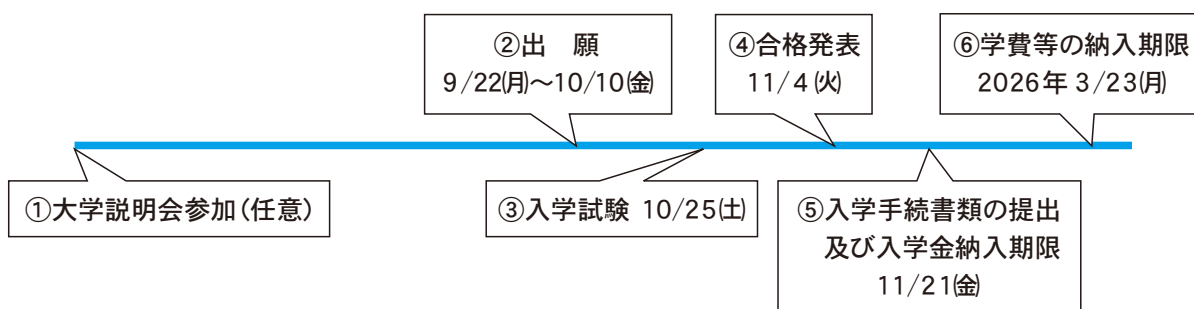 ①大学説明会参加(任意)
②出　願
9/22(月)～10/10(金)
③入学試験 10/25(土)
④合格発表
11/4(火)
⑤入学手続書類の提出
及び入学金納入期限
11/21(金)
⑥学費等の納入期限
2026年 3/23(月)